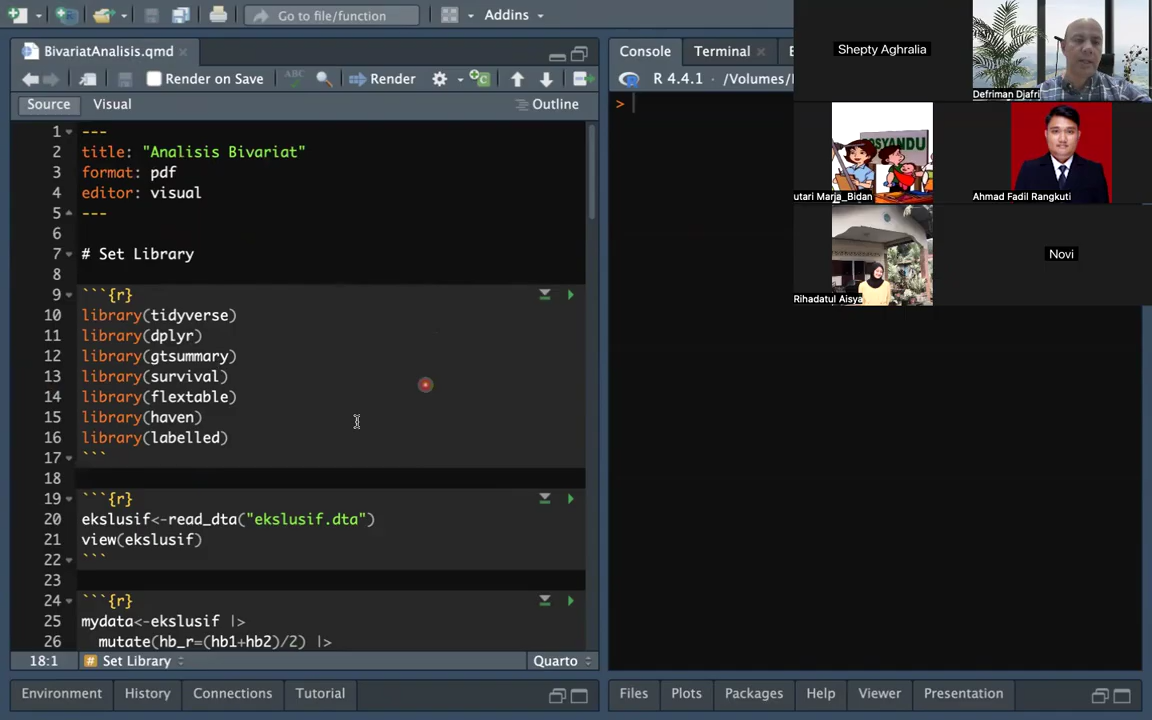 Go to file/function
Addins
BivariatAnalisis.qmd
Render on Save
ABC
Render
Source
Visual
Outline
1 ---
2 title: "Analisis Bivariat"
3 format: pdf
4 editor: visual
5 ---
6
7 # Set Library
8
9 ```{r}
10 library(tidyverse)
11 library(dplyr)
12 library(gtsummary)
13 library(survival)
14 library(flextable)
15 library(haven)
16 library(labelled)
17 ```
18
19 ```{r}
20 ekslusif<-read_dta("ekslusif.dta")
21 view(ekslusif)
22 ```
23
24 ```{r}
25 mydata<-ekslusif |>
26 mutate(hb_r=(hb1+hb2)/2) |>
18:1
# Set Library
Quarto
Environment
History
Connections
Tutorial
Console
Terminal
R 4.4.1 · /Volumes/
>
Files
Plots
Packages
Help
Viewer
Presentation
Shepty Aghralia
Defriman Djafri
OSYANDU
utari Marja_Bidan
Ahmad Fadil Rangkuti
Rihadatul Aisya
Novi